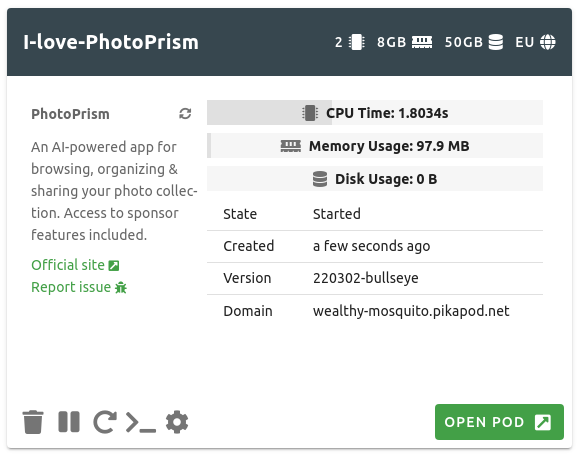 I-love-PhotoPrism
2 8GB 50GB EU
PhotoPrism
An AI-powered app for
browsing, organizing &
sharing your photo collec-
tion. Access to sponsor
features included.
Official site
Report issue
CPU Time: 1.8034s
Memory Usage: 97.9 MB
Disk Usage: 0 B
State Started
Created a few seconds ago
Version 220302-bullseye
Domain wealthy-mosquito.pikapod.net
OPEN POD